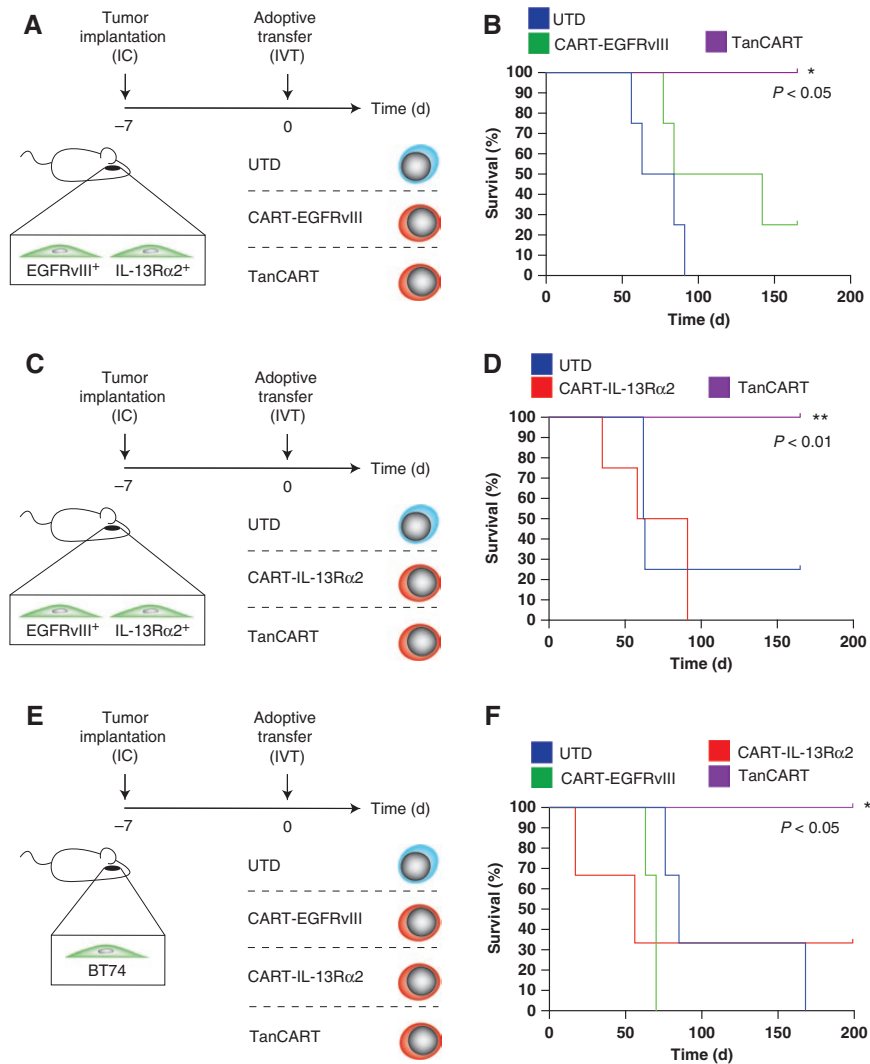 A
Tumor
implantation
(IC)
Adoptive
transfer
(IVT)
Time (d)
–7
0
UTD
CART-EGFRvIII
TanCART
EGFRvIII+ IL-13Rα2+
B
UTD
CART-EGFRvIII TanCART
100
90
80
70
60
50
40
30
20
10
0
Survival (%)
*
P < 0.05
0 50 100 150 200
Time (d)
C
Tumor
implantation
(IC)
Adoptive
transfer
(IVT)
Time (d)
–7
0
UTD
CART-IL-13Rα2
TanCART
EGFRvIII+ IL-13Rα2+
D
UTD
CART-IL-13Rα2 TanCART
100
90
80
70
60
50
40
30
20
10
0
Survival (%)
**
P < 0.01
0 50 100 150 200
Time (d)
E
Tumor
implantation
(IC)
Adoptive
transfer
(IVT)
Time (d)
–7
0
UTD
CART-EGFRvIII
CART-IL-13Rα2
TanCART
BT74
F
UTD CART-IL-13Rα2
CART-EGFRvIII TanCART
100
90
80
70
60
50
40
30
20
10
0
Survival (%)
*
P < 0.05
0 50 100 150 200
Time (d)